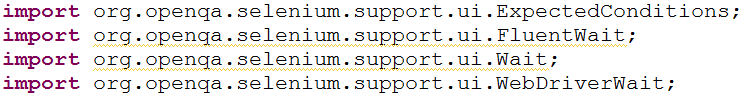 import org.openqa.selenium.support.ui.ExpectedConditions;
import org.openqa.selenium.support.ui.FluentWait;
import org.openqa.selenium.support.ui.Wait;
import org.openqa.selenium.support.ui.WebDriverWait;